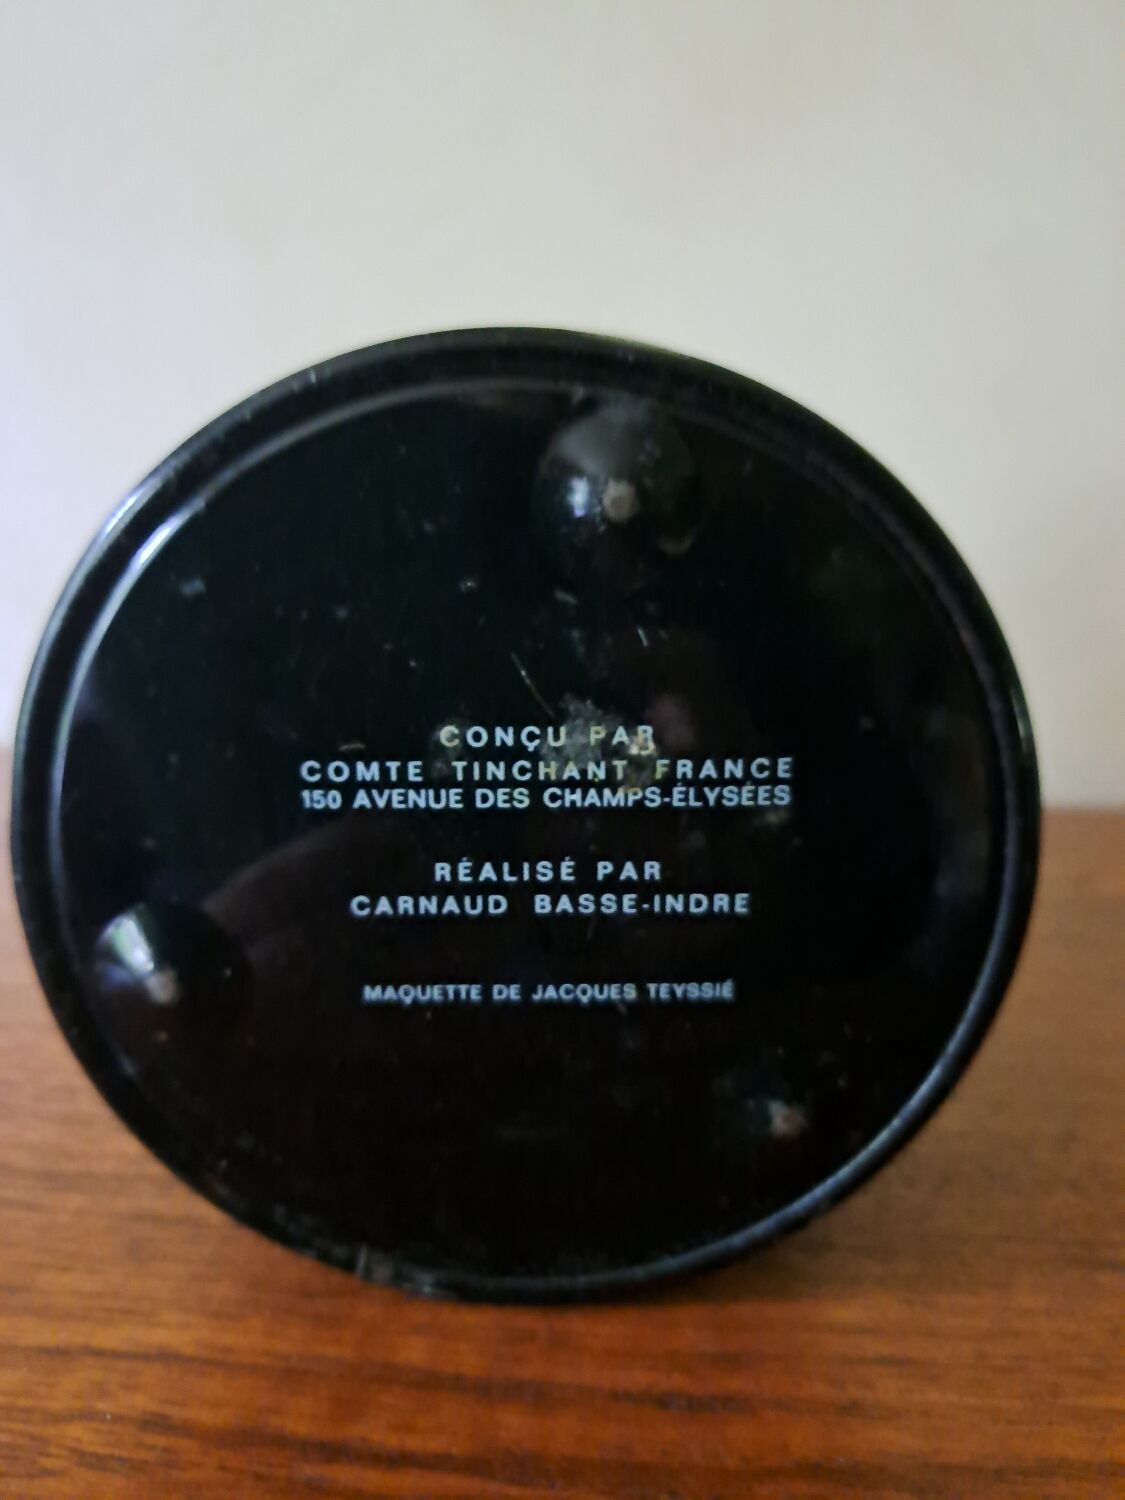 CONÇU PAR
COMTE TINCHANT FRANCE
150 AVENUE DES CHAMPS-ÉLYSÉES
RÉALISÉ PAR
CARNAUD BASSE-INDRE
MAQUETTE DE JACQUES TEYSSIÉ